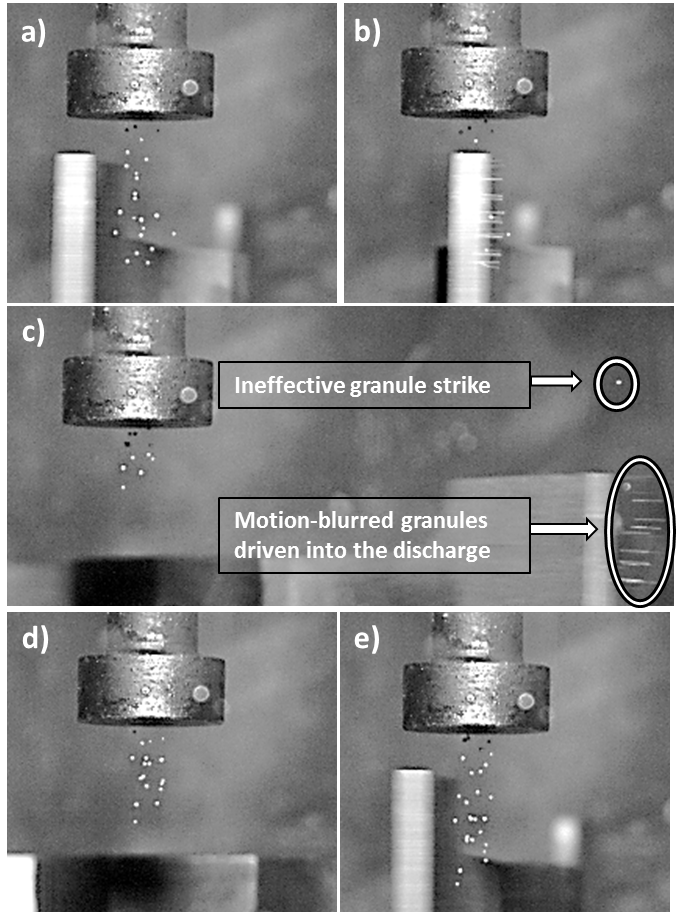 a)
b)
c)
Ineffective granule strike
Motion-blurred granules
driven into the discharge
d)
e)